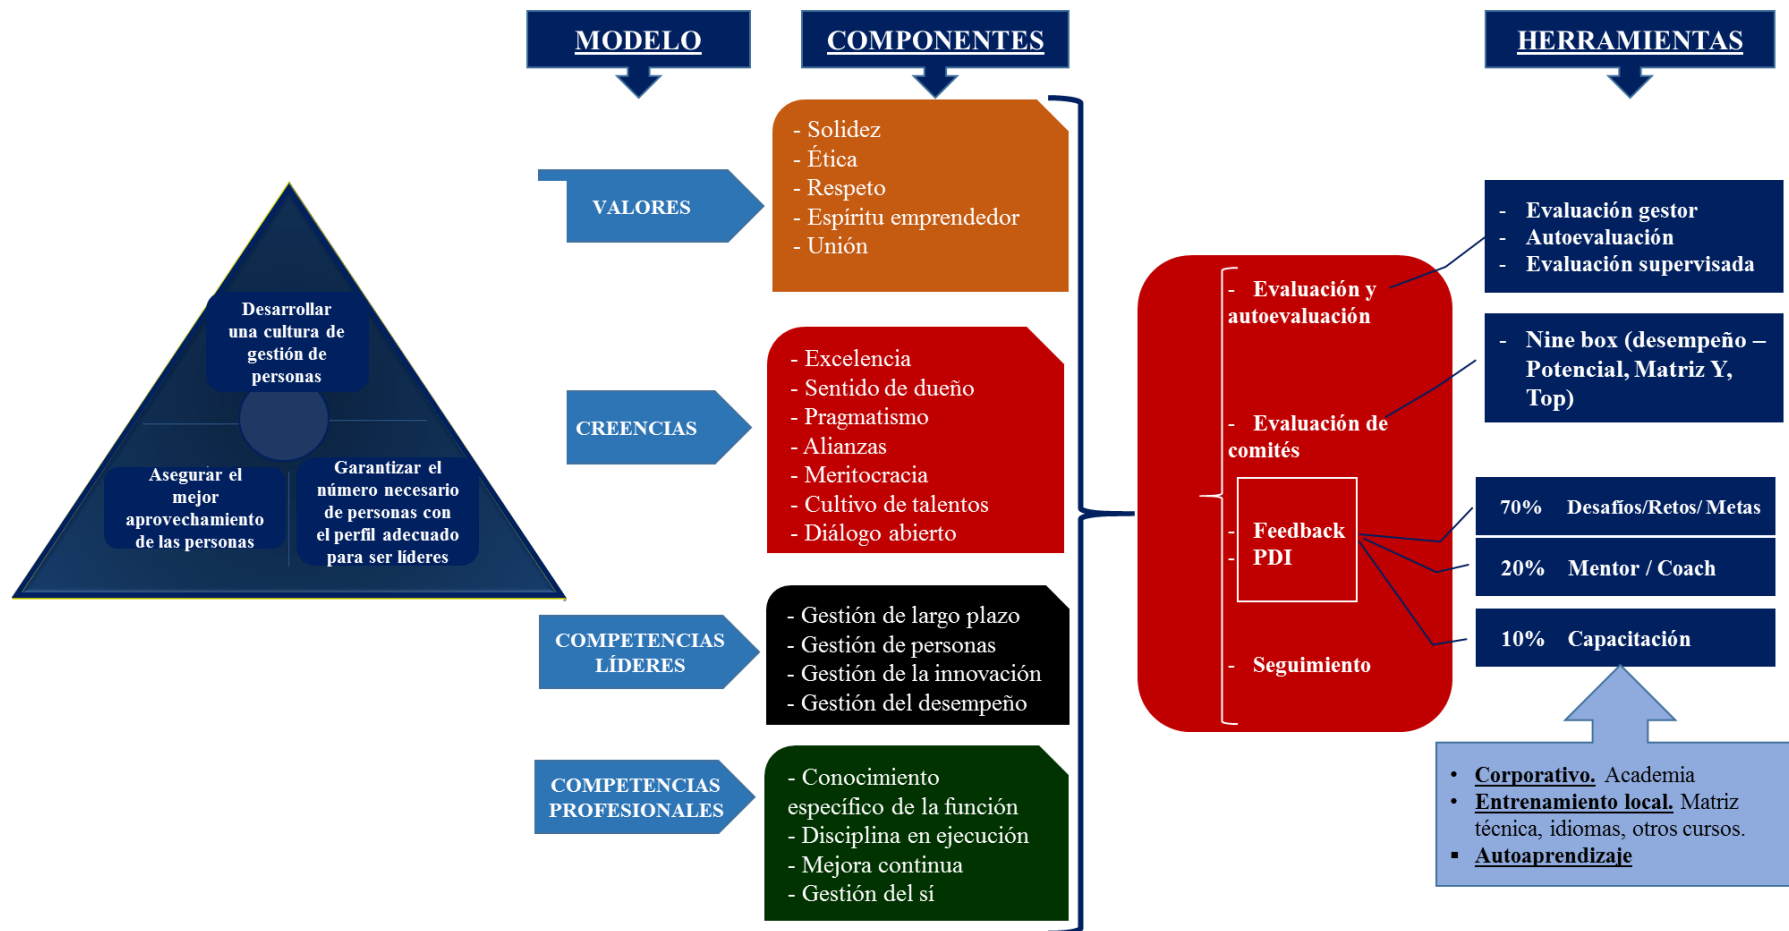 MODELO
COMPONENTES
HERRAMIENTAS
Desarrollar
una cultura de
gestión de
personas
Asegurar el
mejor
aprovechamiento
de las personas
Garantizar el
número necesario
de personas con
el perfil adecuado
para ser líderes
VALORES
- Solidez
- Ética
- Respeto
- Espíritu emprendedor
- Unión
CREENCIAS
- Excelencia
- Sentido de dueño
- Pragmatismo
- Alianzas
- Meritocracia
- Cultivo de talentos
- Diálogo abierto
COMPETENCIAS
LÍDERES
- Gestión de largo plazo
- Gestión de personas
- Gestión de la innovación
- Gestión del desempeño
COMPETENCIAS
PROFESIONALES
- Conocimiento
específico de la función
- Disciplina en ejecución
- Mejora continua
- Gestión del sí
- Evaluación y
autoevaluación
- Evaluación de
comités
- Feedback
- PDI
- Seguimiento
- Evaluación gestor
- Autoevaluación
- Evaluación supervisada
- Nine box (desempeño –
Potencial, Matriz Y,
Top)
70% Desafíos/Retos/ Metas
20% Mentor / Coach
10% Capacitación
• Corporativo. Academia
• Entrenamiento local. Matriz
técnica, idiomas, otros cursos.
▪ Autoaprendizaje